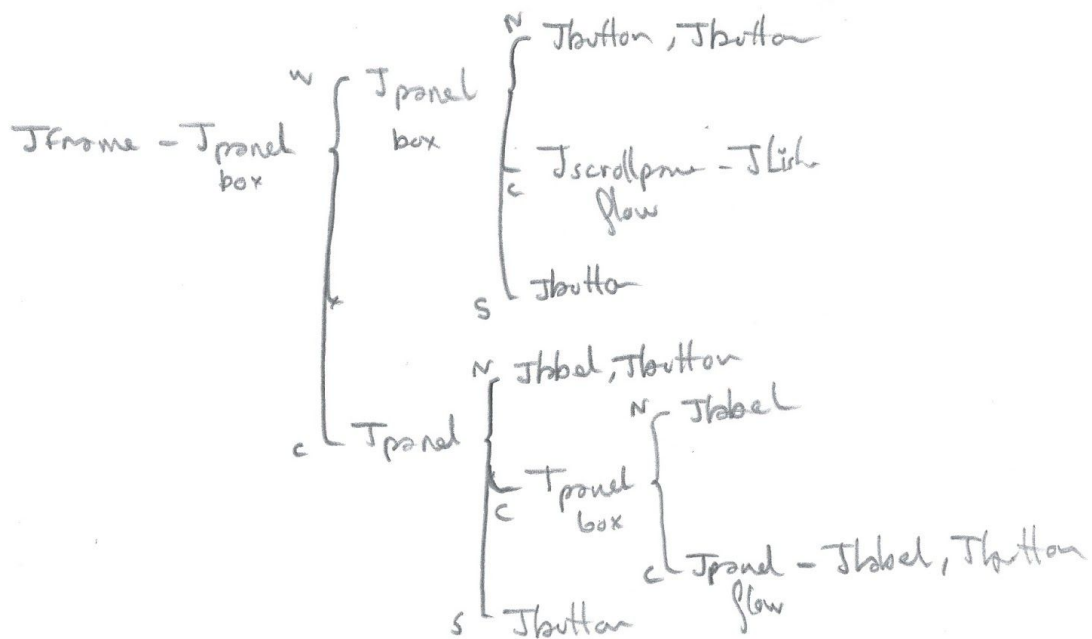 N Jbutton, Jbutton
W Jpanel
box
JFrame - Jpanel
box
C Jscrollpane - JList
flow
S Jbutton
N Jlabel, Jbutton
C Jpanel
N Jlabel
C Jpanel
box
C Jpanel - Jlabel, Jbutton
flow
S Jbutton